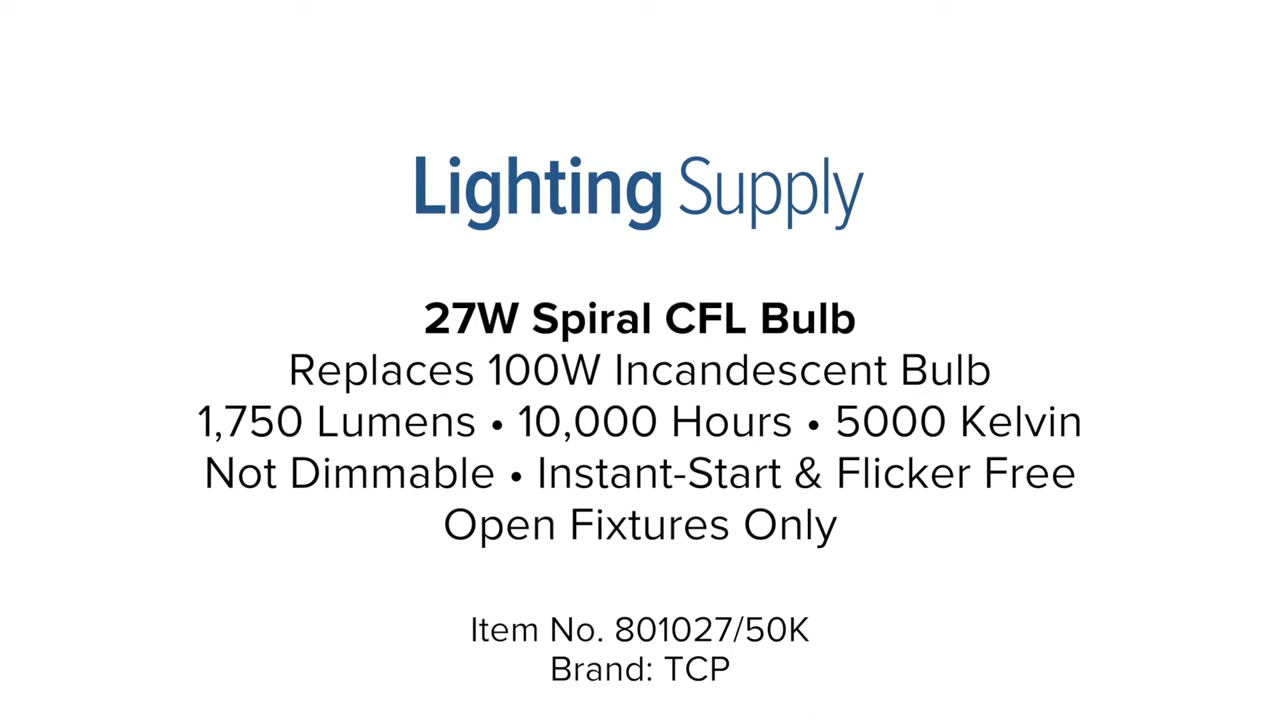 Lighting Supply
27W Spiral CFL Bulb
Replaces 100W Incandescent Bulb
1,750 Lumens • 10,000 Hours • 5000 Kelvin
Not Dimmable • Instant-Start & Flicker Free
Open Fixtures Only
Item No. 801027/50K
Brand: TCP